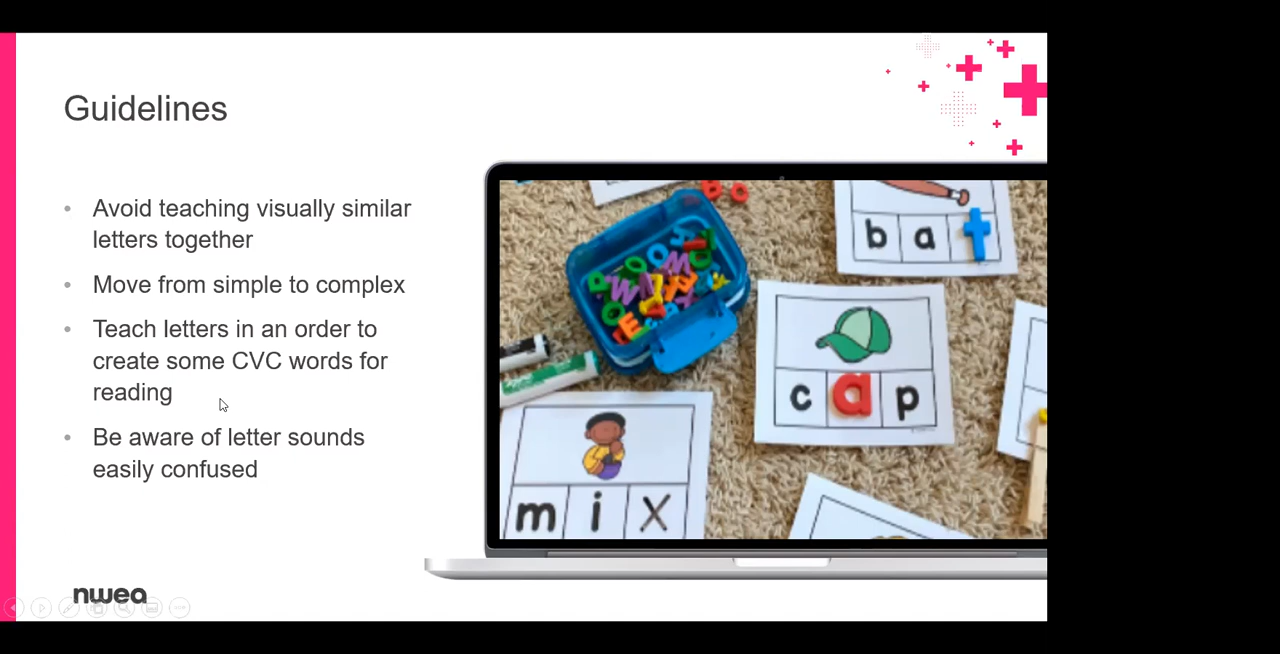 Guidelines
• Avoid teaching visually similar
letters together
• Move from simple to complex
• Teach letters in an order to
create some CVC words for
reading
• Be aware of letter sounds
easily confused
b a t
c a p
m i x
nwea